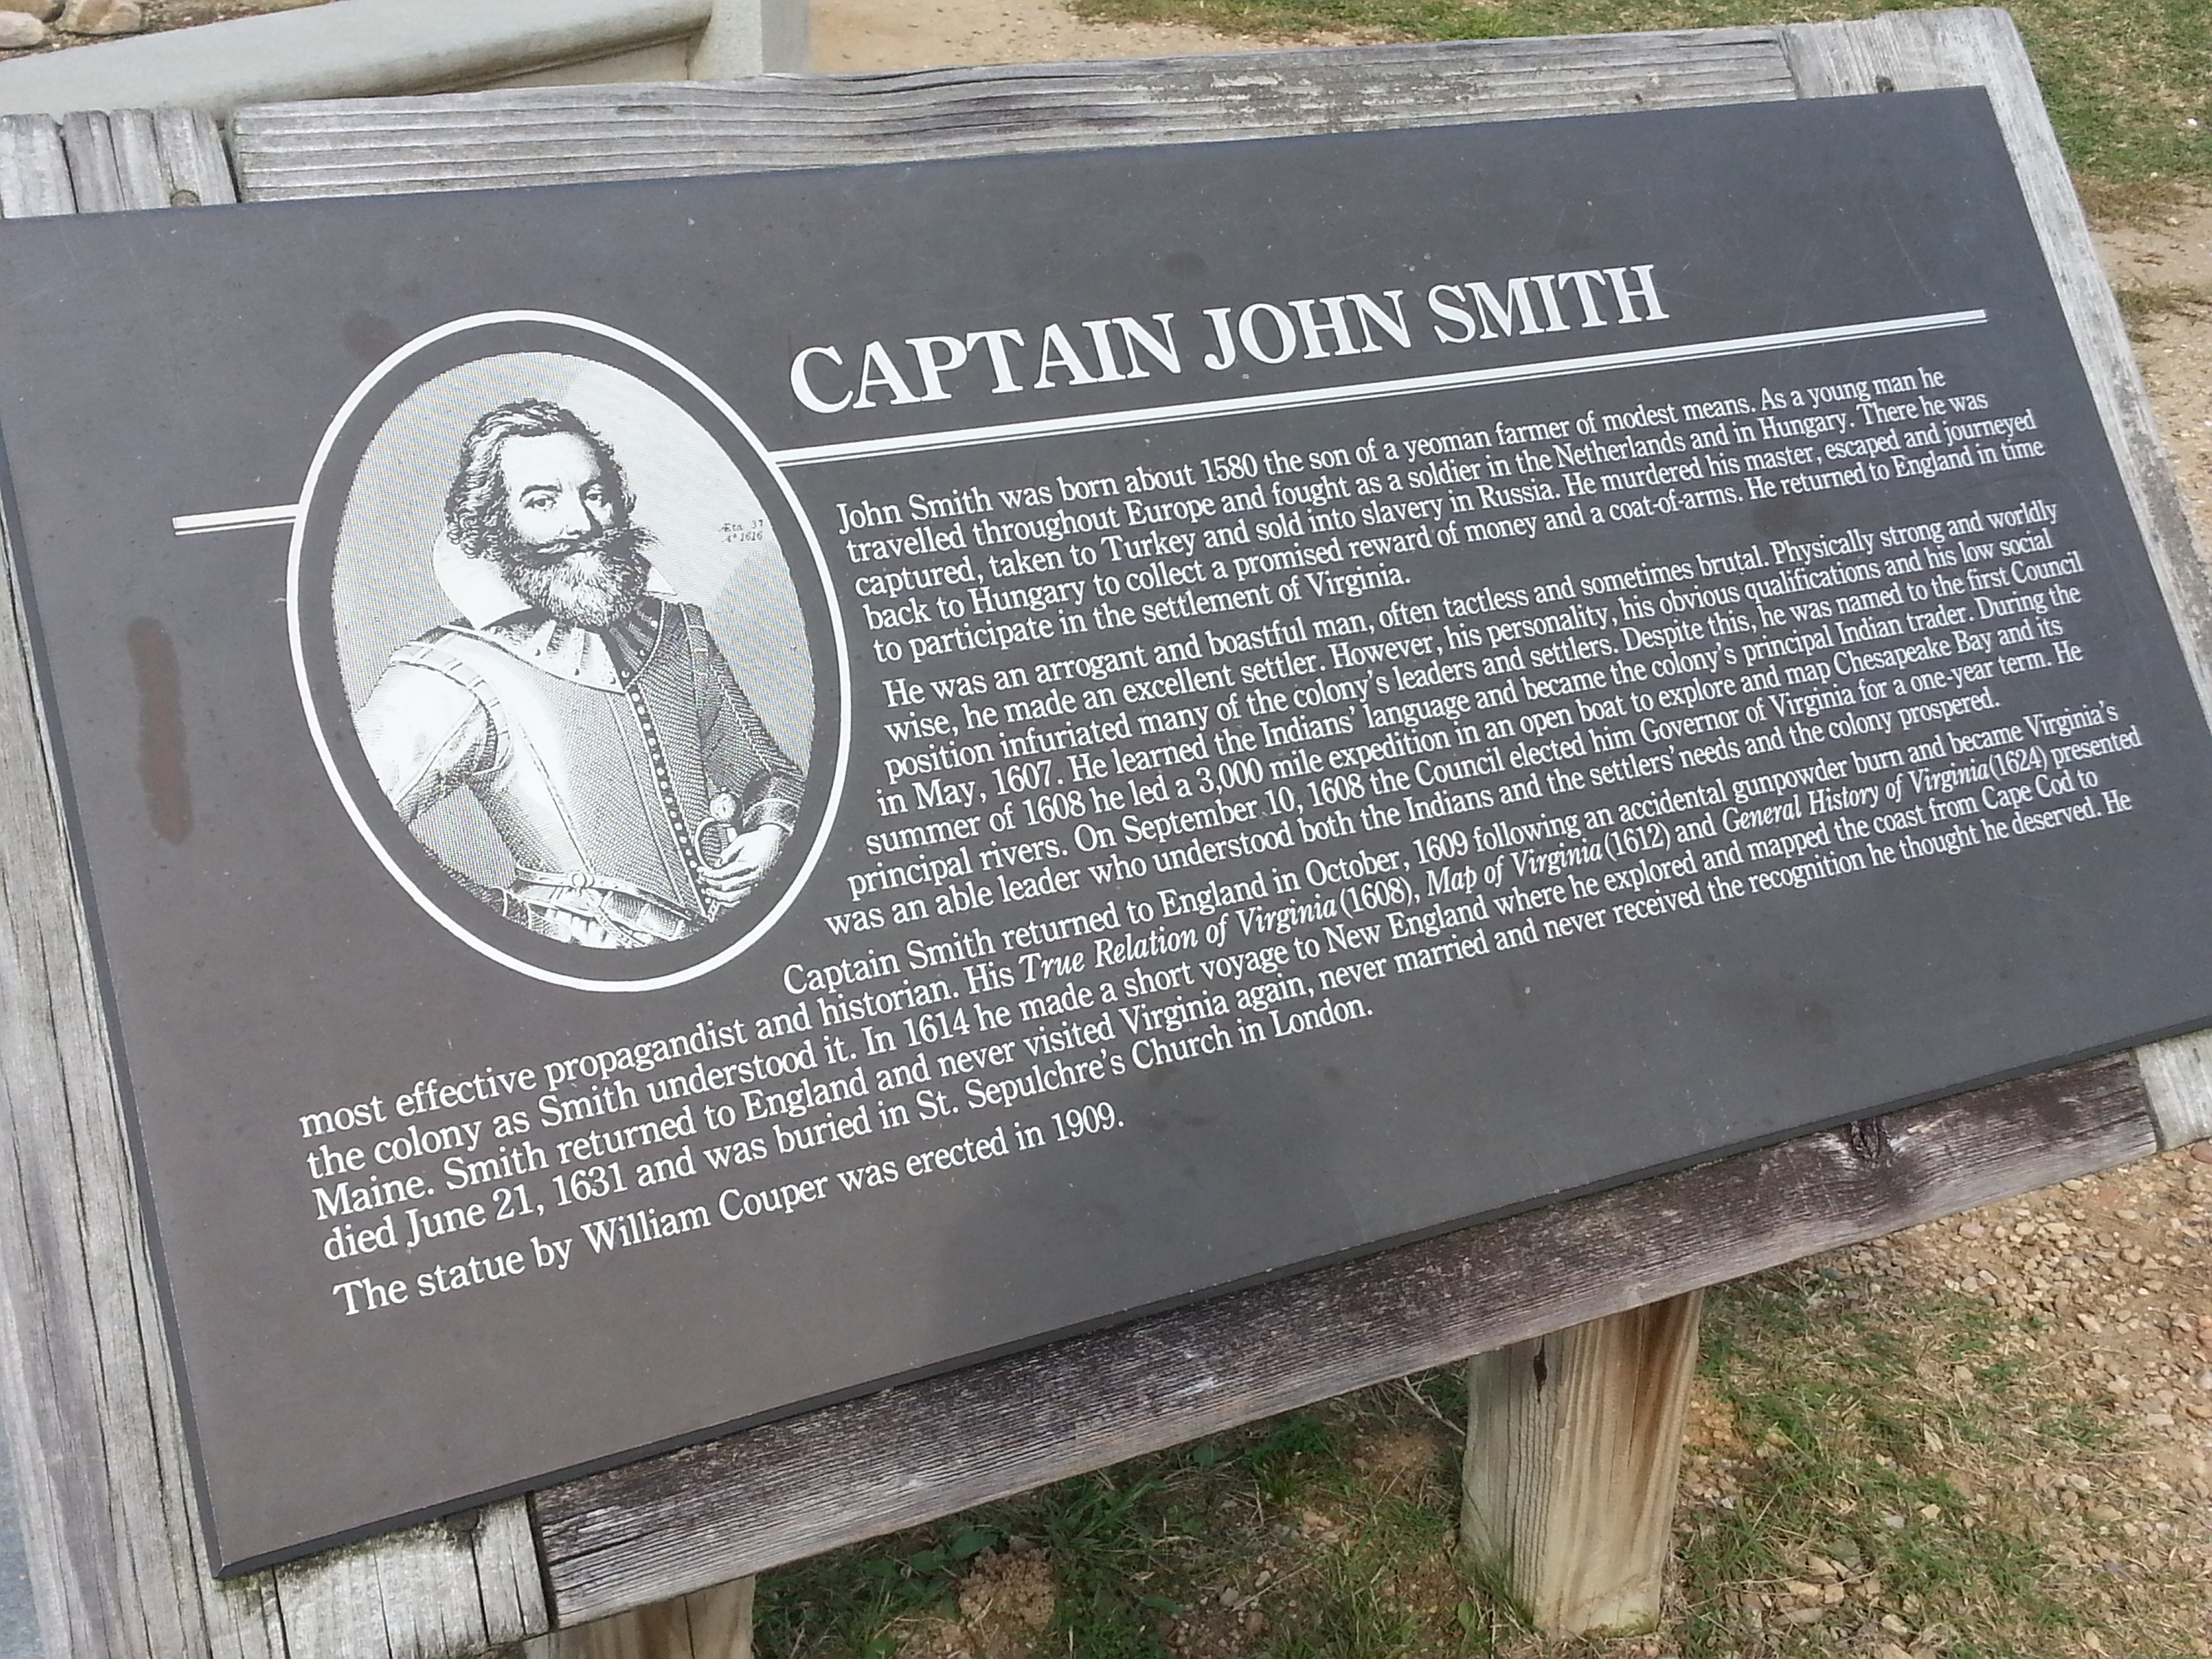 CAPTAIN JOHN SMITH
Æta 37
Aº 1616
John Smith was born about 1580 the son of a yeoman farmer of modest means. As a young man he
travelled throughout Europe and fought as a soldier in the Netherlands and in Hungary. There he was
captured, taken to Turkey and sold into slavery in Russia. He murdered his master, escaped and journeyed
back to Hungary to collect a promised reward of money and a coat-of-arms. He returned to England in time
to participate in the settlement of Virginia.
He was an arrogant and boastful man, often tactless and sometimes brutal. Physically strong and worldly
wise, he made an excellent settler. However, his personality, his obvious qualifications and his low social
position infuriated many of the colony's leaders and settlers. Despite this, he was named to the first Council
in May, 1607. He learned the Indians' language and became the colony's principal Indian trader. During the
summer of 1608 he led a 3,000 mile expedition in an open boat to explore and map Chesapeake Bay and its
principal rivers. On September 10, 1608 the Council elected him Governor of Virginia for a one-year term. He
was an able leader who understood both the Indians and the settlers' needs and the colony prospered.
Captain Smith returned to England in October, 1609 following an accidental gunpowder burn and became Virginia's
most effective propagandist and historian. His True Relation of Virginia (1608), Map of Virginia (1612) and General History of Virginia (1624) presented
the colony as Smith understood it. In 1614 he made a short voyage to New England where he explored and mapped the coast from Cape Cod to
Maine. Smith returned to England and never visited Virginia again, never married and never received the recognition he thought he deserved. He
died June 21, 1631 and was buried in St. Sepulchre's Church in London.
The statue by William Couper was erected in 1909.